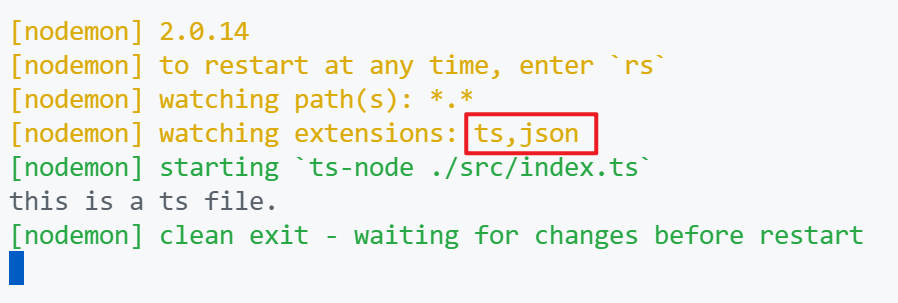 [nodemon] 2.0.14
[nodemon] to restart at any time, enter `rs`
[nodemon] watching path(s): *.*
[nodemon] watching extensions: ts,json
[nodemon] starting `ts-node ./src/index.ts`
this is a ts file.
[nodemon] clean exit - waiting for changes before restart